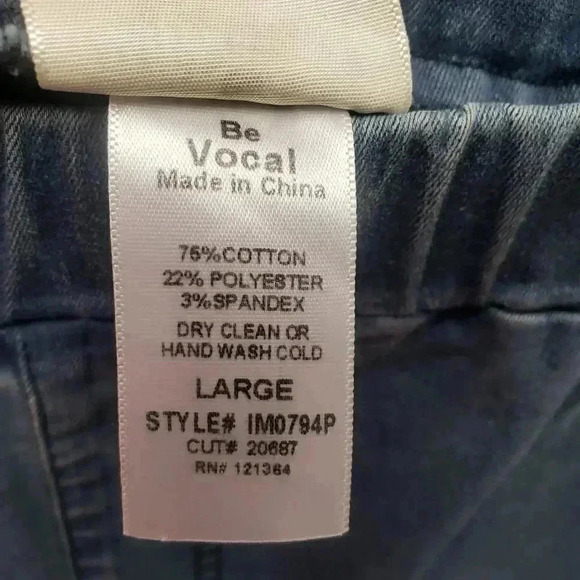 Be
Vocal
Made in China
75%COTTON
22% POLYESTER
3%SPANDEX
DRY CLEAN OR
HAND WASH COLD
LARGE
STYLE# IM0794P
CUT# 20687
RN# 121364